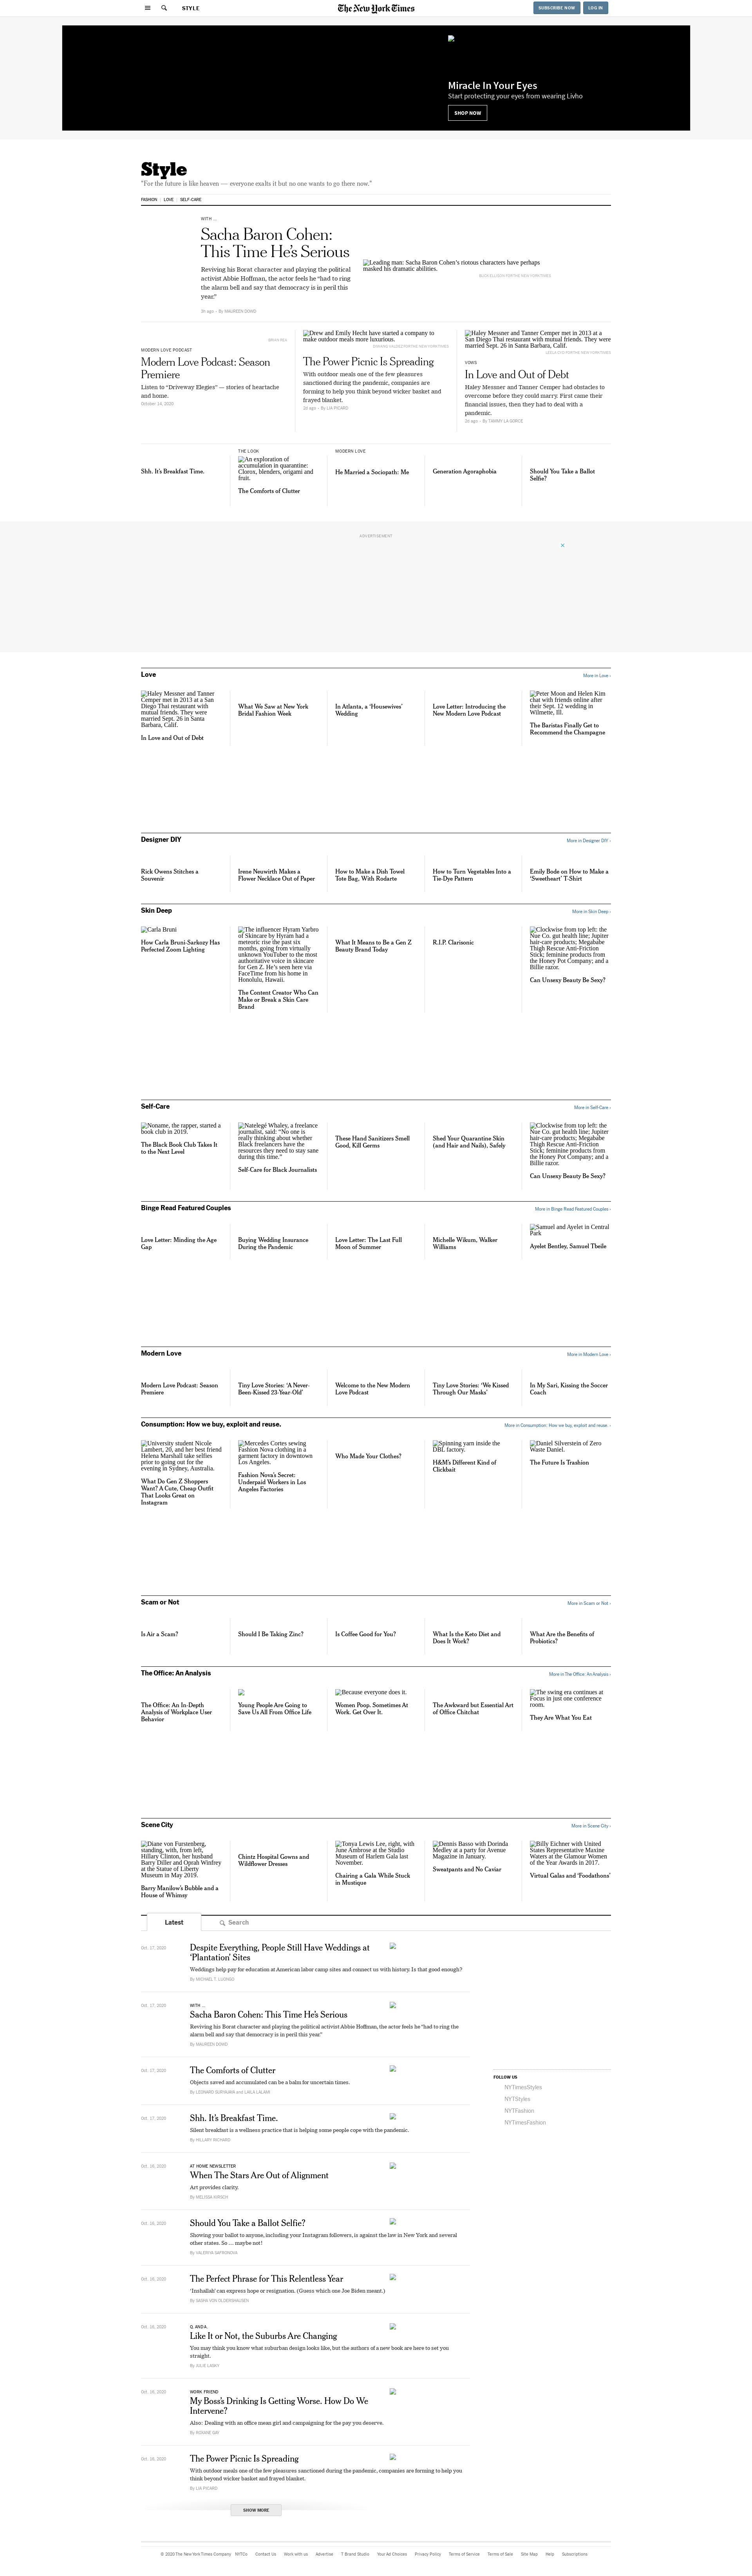 STYLE
The New York Times
SUBSCRIBE NOW
LOG IN
Miracle In Your Eyes
Start protecting your eyes from wearing Livho
SHOP NOW
Style
"For the future is like heaven — everyone exalts it but no one wants to go there now."
FASHION LOVE SELF-CARE
WITH ...
Sacha Baron Cohen:
This Time He's Serious
Reviving his Borat character and playing the political
activist Abbie Hoffman, the actor feels he "had to ring
the alarm bell and say that democracy is in peril this
year."
By MAUREEN DOWD
Leading man: Sacha Baron Cohen's riotous characters have perhaps
masked his dramatic abilities.
MODERN LOVE PODCAST
Modern Love Podcast: Season
Premiere
Listen to "Driveway Elegies" — stories of heartache
and home.
October 14, 2020
Drew and Emily Hecht have started a company to
make outdoor meals more luxurious.
The Power Picnic Is Spreading
With outdoor meals one of the few pleasures
sanctioned during the pandemic, companies are
forming to help you think beyond wicker basket and
frayed blanket.
2d ago · By LIA PICARD
Haley Messner and Tanner Cemper met in 2013 at a
San Diego Thai restaurant with mutual friends. They were
married Sept. 26 in Santa Barbara, Calif.
VOWS
In Love and Out of Debt
Haley Messner and Tanner Cemper had obstacles to
overcome before they could marry. First came their
financial issues, then they had to deal with a
pandemic.
By TAMMY LA GORCE
Shh. It's Breakfast Time.
THE LOOK
An exploration of
accumulation in quarantine:
Clorox, blenders, origami and
fruit.
The Comforts of Clutter
MODERN LOVE
He Married a Sociopath: Me
Generation Agoraphobia
Should You Take a Ballot
Selfie?
ADVERTISEMENT
Love
More in Love ›
Haley Messner and Tanner
Cemper met in 2013 at a San
Diego Thai restaurant with
mutual friends. They were
married Sept. 26 in Santa
Barbara, Calif.
In Love and Out of Debt
What We Saw at New York
Bridal Fashion Week
In Atlanta, a 'Housewives'
Wedding
Love Letter: Introducing the
New Modern Love Podcast
Peter Moon and Helen Kim
chat with friends online after
their Sept. 12 wedding in
Wilmette, Ill.
The Baristas Finally Get to
Recommend the Champagne
Designer DIY
More in Designer DIY ›
Rick Owens Stitches a
Souvenir
Irene Neuwirth Makes a
Flower Necklace Out of Paper
How to Make a Dish Towel
Tote Bag, With Rodarte
How to Turn Vegetables Into a
Tie-Dye Pattern
Emily Bode on How to Make a
'Sweetheart' T-Shirt
Skin Deep
More in Skin Deep ›
Carla Bruni
How Carla Bruni-Sarkozy Has
Perfected Zoom Lighting
The influencer Hyram Yarbro
of Skincare by Hyram had a
meteoric rise the past six
months, going from virtually
unknown YouTuber to the most
authoritative voice in skincare
for Gen Z. He's seen here via
FaceTime from his home in
Honolulu, Hawaii.
The Content Creator Who Can
Make or Break a Skin Care
Brand
What It Means to Be a Gen Z
Beauty Brand Today
R.I.P. Clarisonic
Clockwise from top left: the
Nue Co. gut health line; Jupiter
hair-care products; Megababe
Thigh Rescue Anti-Friction
Stick; feminine products from
the Honey Pot Company; and a
Billie razor.
Can Unsexy Beauty Be Sexy?
Self-Care
More in Self-Care ›
Noname, the rapper, started a
book club in 2019.
The Black Book Club Takes It
to the Next Level
Natelegé Whaley, a freelance
journalist, said: "No one is
really thinking about whether
Black freelancers have the
resources they need to stay sane
during this time."
Self-Care for Black Journalists
These Hand Sanitizers Smell
Good, Kill Germs
Shed Your Quarantine Skin
(and Hair and Nails), Safely
Clockwise from top left: the
Nue Co. gut health line; Jupiter
hair-care products; Megababe
Thigh Rescue Anti-Friction
Stick; feminine products from
the Honey Pot Company; and a
Billie razor.
Can Unsexy Beauty Be Sexy?
Binge Read Featured Couples
More in Binge Read Featured Couples ›
Love Letter: Minding the Age
Gap
Buying Wedding Insurance
During the Pandemic
Love Letter: The Last Full
Moon of Summer
Michelle Wikum, Walker
Williams
Samuel and Ayelet in Central
Park
Ayelet Bentley, Samuel Theile
Modern Love
More in Modern Love ›
Modern Love Podcast: Season
Premiere
Tiny Love Stories: 'A Never-
Been-Kissed 23-Year-Old'
Welcome to the New Modern
Love Podcast
Tiny Love Stories: 'We Kissed
Through Our Masks'
In My Sari, Kissing the Soccer
Coach
Consumption: How we buy, exploit and reuse.
More in Consumption: How we buy, exploit and reuse. ›
University student Nicole
Lambert, 20, and her best friend
Helena Marshall take selfies
prior to going out for the
evening in Sydney, Australia.
What Do Gen Z Shoppers
Want? A Cute, Cheap Outfit
That Looks Great on
Instagram
Mercedes Cortes sewing
Fashion Nova clothing in a
garment factory in downtown
Los Angeles.
Fashion Nova's Secret:
Underpaid Workers in Los
Angeles Factories
Who Made Your Clothes?
Spinning yarn inside the
DBL factory.
H&M's Different Kind of
Clickbait
Daniel Silverstein of Zero
Waste Daniel.
The Future Is Trashion
Scam or Not
More in Scam or Not ›
Is Air a Scam?
Should I Be Taking Zinc?
Is Coffee Good for You?
What Is the Keto Diet and
Does It Work?
What Are the Benefits of
Probiotics?
The Office: An Analysis
More in The Office: An Analysis ›
The Office: An In-Depth
Analysis of Workplace User
Behavior
Young People Are Going to
Save Us All From Office Life
Because everyone does it.
Women Poop. Sometimes At
Work. Get Over It.
The Awkward but Essential Art
of Office Chitchat
The swing era continues at
Focus in just one conference
room.
They Are What You Eat
Scene City
More in Scene City ›
Diane von Furstenberg,
standing, with, from left,
Hillary Clinton, her husband
Barry Diller and Oprah Winfrey
at the Statue of Liberty
Museum in May 2019.
Barry Manilow's Bubble and a
House of Whimsy
Chintz Hospital Gowns and
Wildflower Dresses
Tonya Lewis Lee, right, with
June Ambrose at the Studio
Museum of Harlem Gala last
November.
Chairing a Gala While Stuck
in Mustique
Dennis Basso with Dorinda
Medley at a party for Avenue
Magazine in January.
Sweatpants and No Caviar
Billy Eichner with United
States Representative Maxine
Waters at the Glamour Women
of the Year Awards in 2017.
Virtual Galas and 'Foodathons'
Latest
Search
Oct. 17, 2020
Despite Everything, People Still Have Weddings at
'Plantation' Sites
Weddings help pay for education at American labor camp sites and connect us with history. Is that good enough?
By MICHAEL T. LUONGO
Oct. 17, 2020
WITH ...
Sacha Baron Cohen: This Time He's Serious
Reviving his Borat character and playing the political activist Abbie Hoffman, the actor feels he "had to ring the
alarm bell and say that democracy is in peril this year."
By MAUREEN DOWD
Oct. 17, 2020
The Comforts of Clutter
Objects saved and accumulated can be a balm for uncertain times.
By LEONARD SURYAJAYA and LAILA LALAMI
Oct. 17, 2020
Shh. It's Breakfast Time.
Silent breakfast is a wellness practice that is helping some people cope with the pandemic.
By HILLARY RICHARD
Oct. 16, 2020
AT HOME NEWSLETTER
When The Stars Are Out of Alignment
Art provides clarity.
By MELISSA KIRSCH
Oct. 16, 2020
Should You Take a Ballot Selfie?
Showing your ballot to anyone, including your Instagram followers, is against the law in New York and several
other states. So ... maybe not!
By VALERIYA SAFRONOVA
Oct. 16, 2020
The Perfect Phrase for This Relentless Year
'Inshallah' can express hope or resignation. (Guess which one Joe Biden meant.)
By SASHA VON OLDERSHAUSEN
Oct. 16, 2020
Q. AND A.
Like It or Not, the Suburbs Are Changing
You may think you know what suburban design looks like, but the authors of a new book are here to set you
straight.
By JULIE LASKY
Oct. 16, 2020
WORK FRIEND
My Boss's Drinking Is Getting Worse. How Do We
Intervene?
Also: Dealing with an office mean girl and campaigning for the pay you deserve.
By ROXANE GAY
Oct. 16, 2020
The Power Picnic Is Spreading
With outdoor meals one of the few pleasures sanctioned during the pandemic, companies are forming to help you
think beyond wicker basket and frayed blanket.
By LIA PICARD
SHOW MORE
FOLLOW US
NYTimesStyles
NYTStyles
NYTFashion
NYTimesFashion
© 2020 The New York Times Company NYTCo Contact Us Work with us Advertise T Brand Studio Your Ad Choices Privacy Policy Terms of Service Terms of Sale Site Map Help Subscriptions